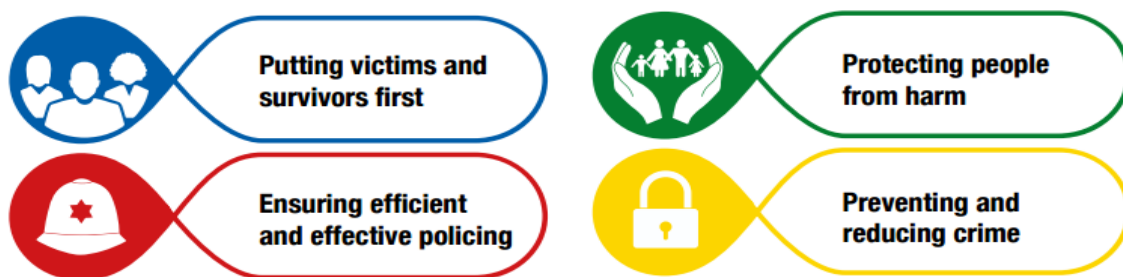 Putting victims and
survivors first
Protecting people
from harm
Ensuring efficient
and effective policing
Preventing and
reducing crime